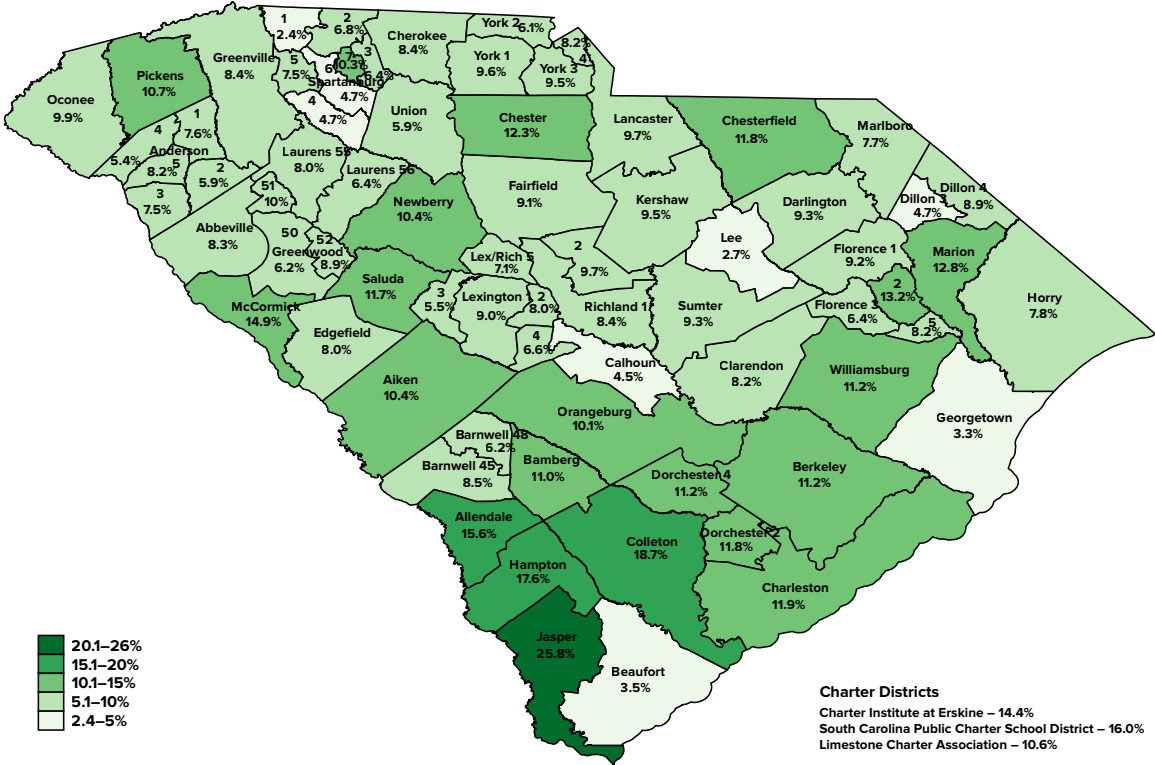 1
2.4%
2
6.8%
Cherokee
8.4%
York 2
6.1%
8.2%
4
York 1
9.6%
York 3
9.5%
Greenville
8.4%
5
7.5%
6
7
10.3%
3
6.4%
Spartanburg
4.7%
4
4.7%
Pickens
10.7%
Oconee
9.9%
Union
5.9%
Chester
12.3%
Lancaster
9.7%
Chesterfield
11.8%
Marlboro
7.7%
1
7.6%
4
5.4%
Anderson
5
8.2%
2
5.9%
3
7.5%
Laurens 55
8.0%
Laurens 56
6.4%
51
10%
Newberry
10.4%
Fairfield
9.1%
Kershaw
9.5%
Darlington
9.3%
Dillon 4
8.9%
Dillon 3
4.7%
Abbeville
8.3%
50
52
Greenwood
6.2%
8.9%
Lee
2.7%
Florence 1
9.2%
Marion
12.8%
Lex/Rich 5
7.1%
2
9.7%
Saluda
11.7%
2
13.2%
McCormick
14.9%
3
5.5%
Lexington 1
9.0%
2
8.0%
Richland 1
8.4%
Sumter
9.3%
Florence 3
6.4%
5
8.2%
Horry
7.8%
Edgefield
8.0%
4
6.6%
Calhoun
4.5%
Clarendon
8.2%
Williamsburg
11.2%
Aiken
10.4%
Orangeburg
10.1%
Georgetown
3.3%
Barnwell 48
6.2%
Barnwell 45
8.5%
Bamberg
11.0%
Dorchester 4
11.2%
Berkeley
11.2%
Allendale
15.6%
Colleton
18.7%
Dorchester 2
11.8%
Hampton
17.6%
Charleston
11.9%
Jasper
25.8%
Beaufort
3.5%
20.1–26%
15.1–20%
10.1–15%
5.1–10%
2.4–5%
Charter Districts
Charter Institute at Erskine – 14.4%
South Carolina Public Charter School District – 16.0%
Limestone Charter Association – 10.6%